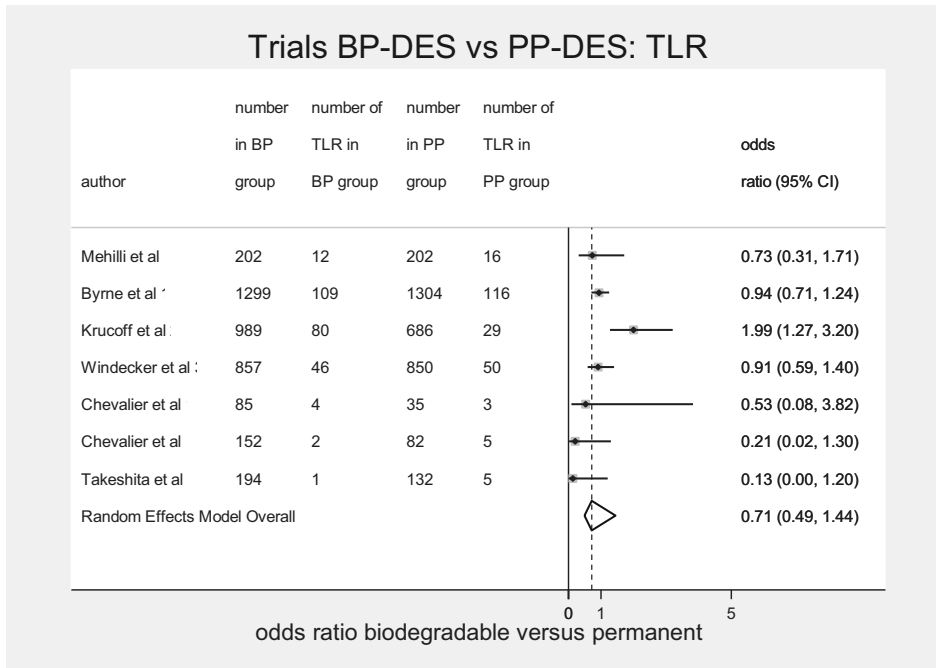 Trials BP-DES vs PP-DES: TLR
number number of number number of
in BP TLR in in PP TLR in odds
author group BP group group PP group ratio (95% CI)
Mehilli et al 202 12 202 16 0.73 (0.31, 1.71)
Byrne et al 1299 109 1304 116 0.94 (0.71, 1.24)
Krucoff et al 989 80 686 29 1.99 (1.27, 3.20)
Windecker et al 857 46 850 50 0.91 (0.59, 1.40)
Chevalier et al 85 4 35 3 0.53 (0.08, 3.82)
Chevalier et al 152 2 82 5 0.21 (0.02, 1.30)
Takeshita et al 194 1 132 5 0.13 (0.00, 1.20)
Random Effects Model Overall 0.71 (0.49, 1.44)
0 1 5
odds ratio biodegradable versus permanent